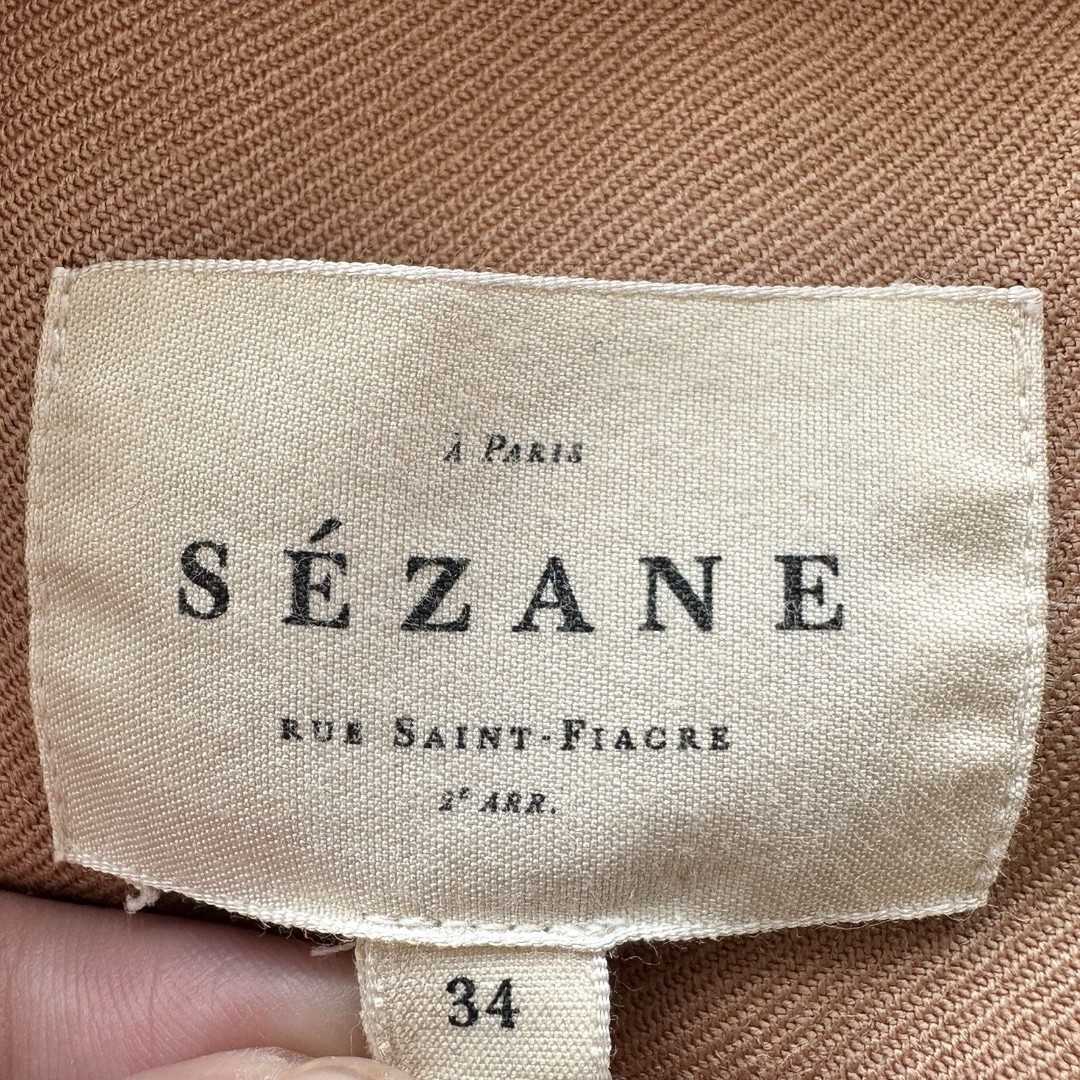 À PARIS
SÉZANE
RUE SAINT-FIACRE
2E ARR.
34